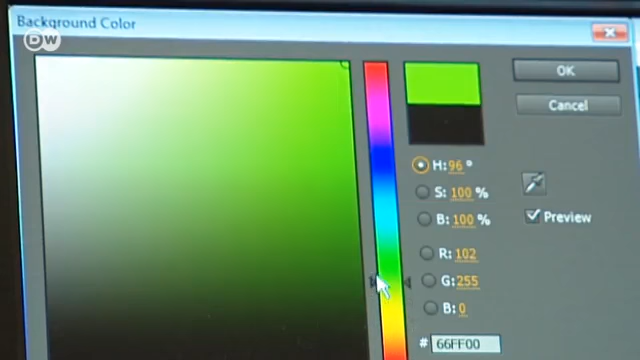 Background Color
DW
OK
Cancel
H: 96 °
S: 100 %
B: 100 %
Preview
R: 102
G: 255
B: 0
# 66FF00